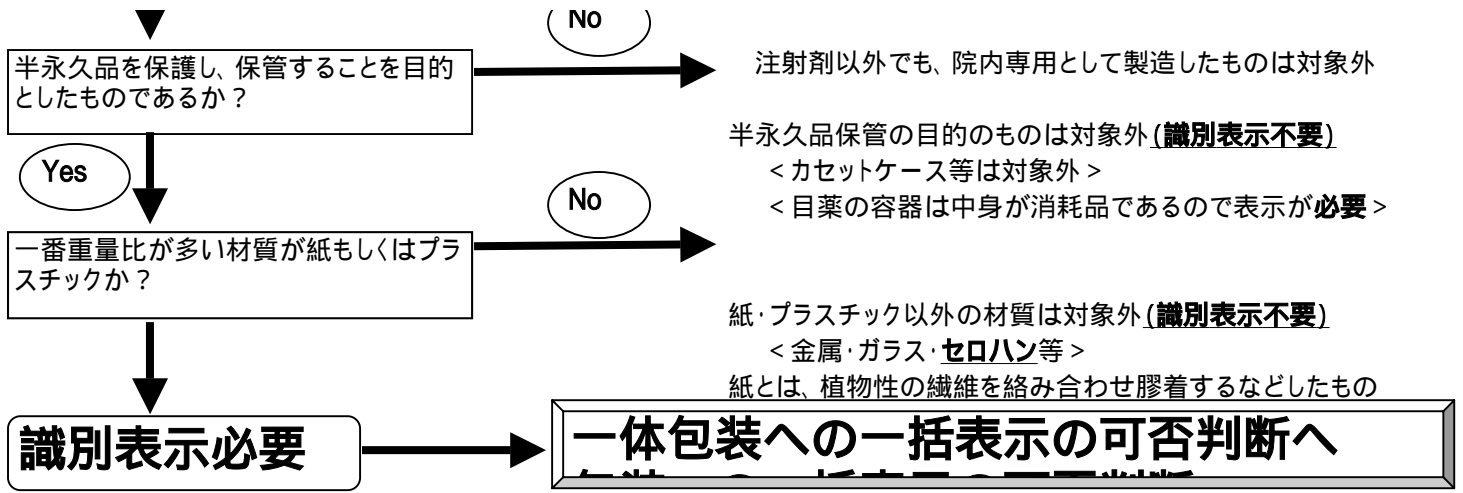 No
半永久品を保護し、保管することを目的
としたものであるか?
注射剤以外でも、院内専用として製造したものは対象外
半永久品保管の目的のものは対象外(識別表示不要)
<カセットケース等は対象外>
<目薬の容器は中身が消耗品であるので表示が必要>
Yes
No
一番重量比が多い材質が紙もしくはプラ
スチックか?
紙・プラスチック以外の材質は対象外(識別表示不要)
<金属・ガラス・セロハン等>
紙とは、植物性の繊維を絡み合わせ膠着するなどしたもの
識別表示必要
一体包装への一括表示の可否判断へ